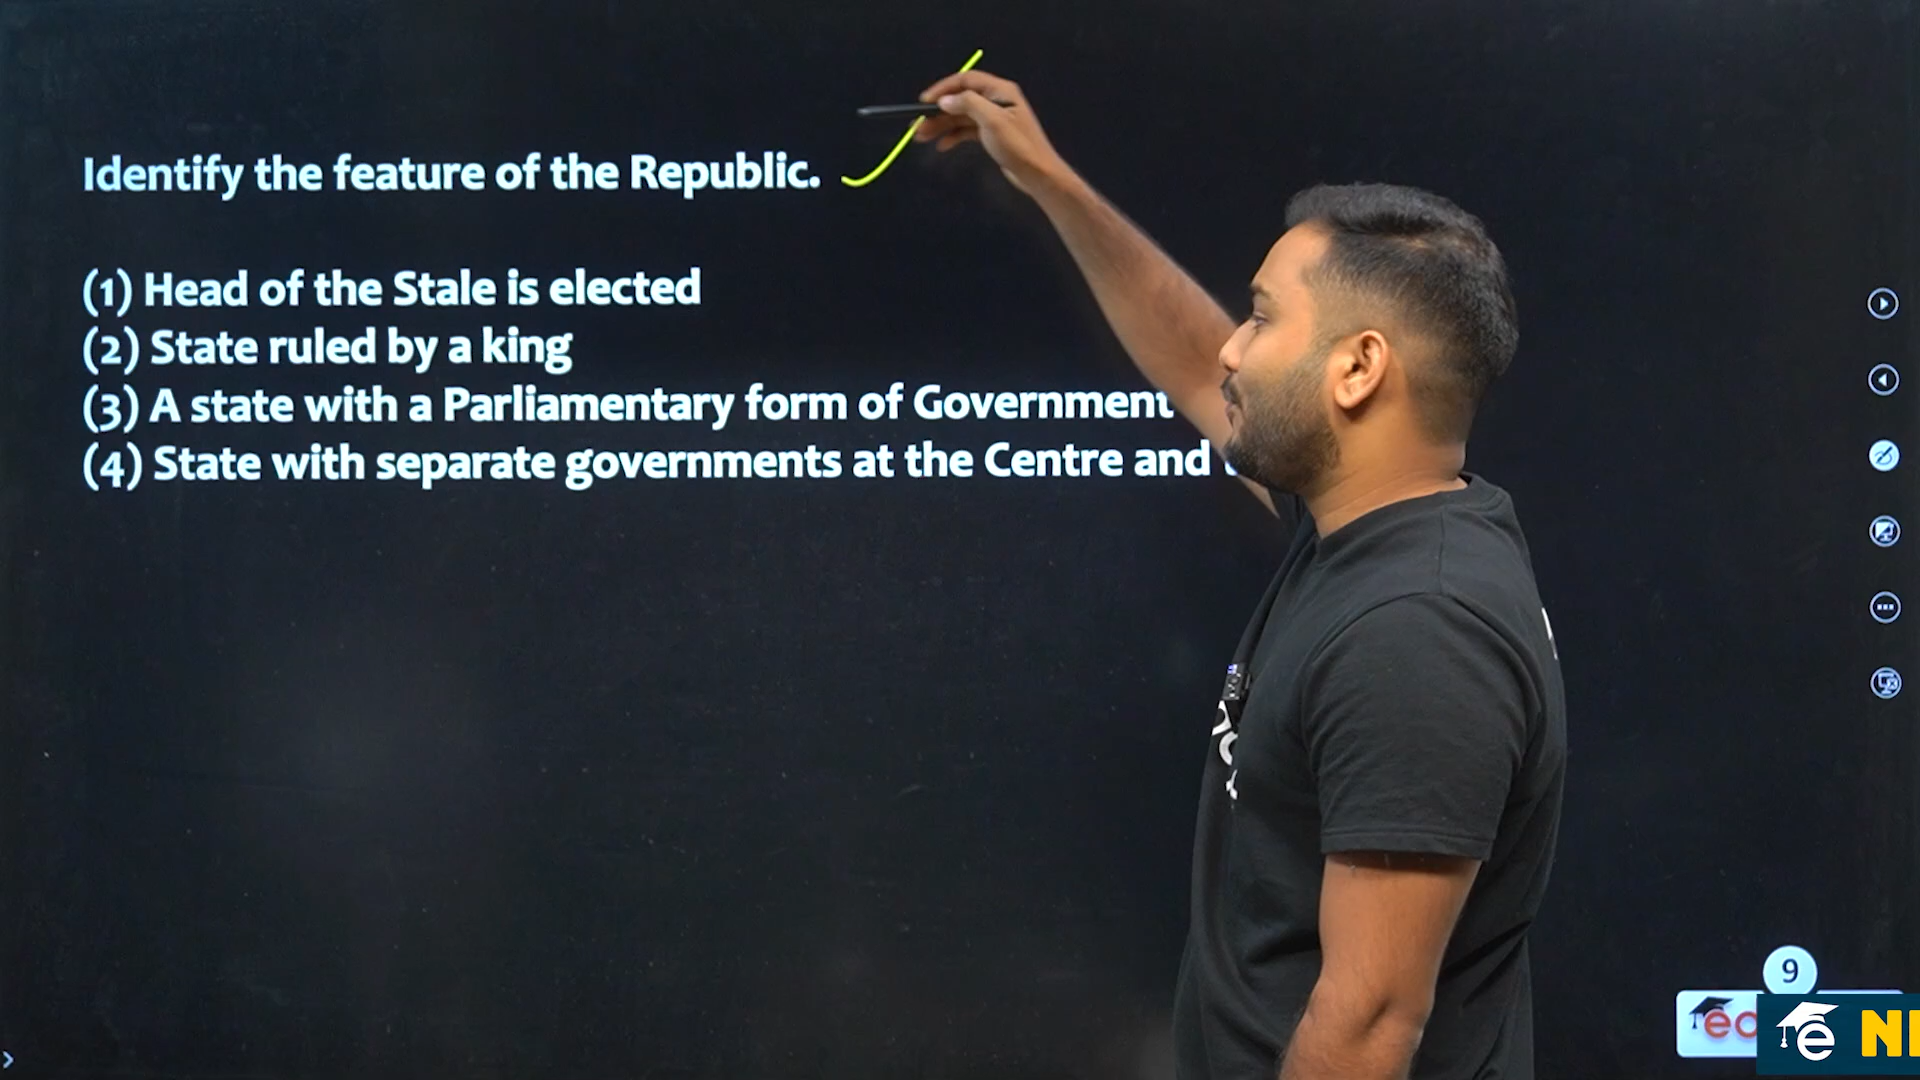 Identify the feature of the Republic.
(1) Head of the Stale is elected
(2) State ruled by a king
(3) A state with a Parliamentary form of Government
(4) State with separate governments at the Centre and
9